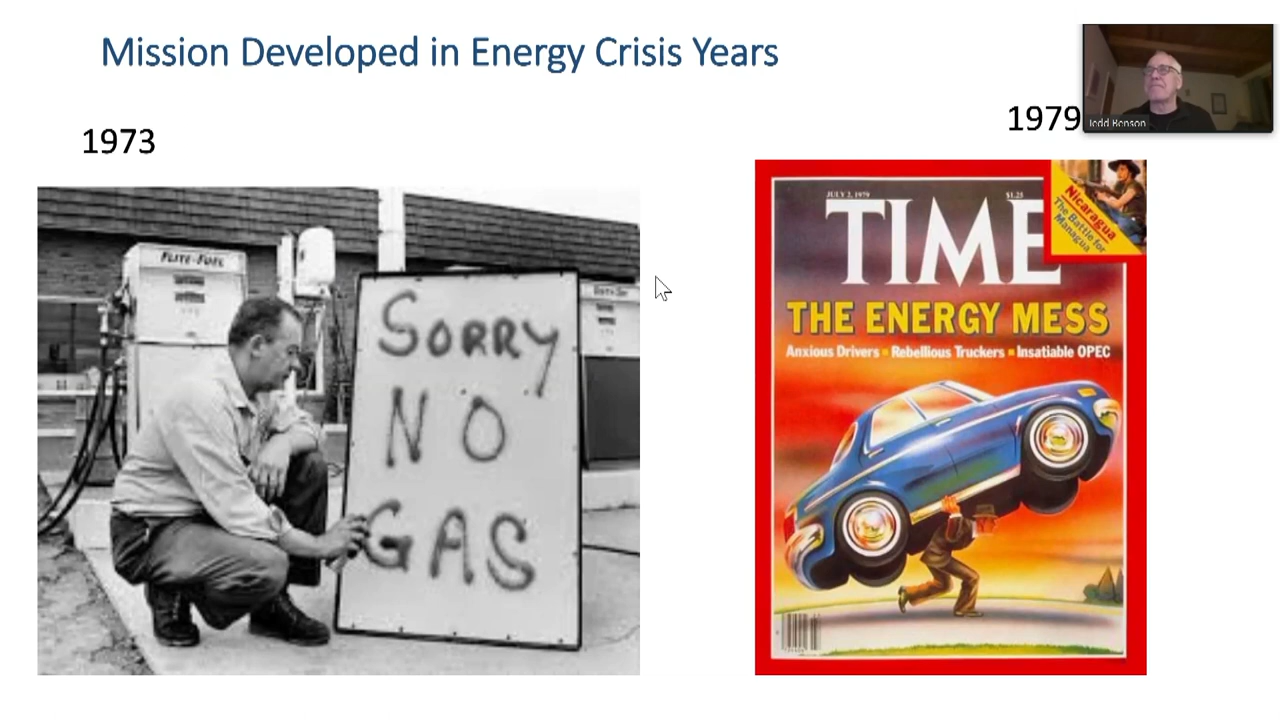 Mission Developed in Energy Crisis Years
1973
1979
Tedd Benson
FLITE-FUEL
SORRY
NO
GAS
JULY 2, 1979
$1.25
TIME
Nicaragua
The Battle for
Managua
THE ENERGY MESS
Anxious Drivers ▪ Rebellious Truckers ▪ Insatiable OPEC